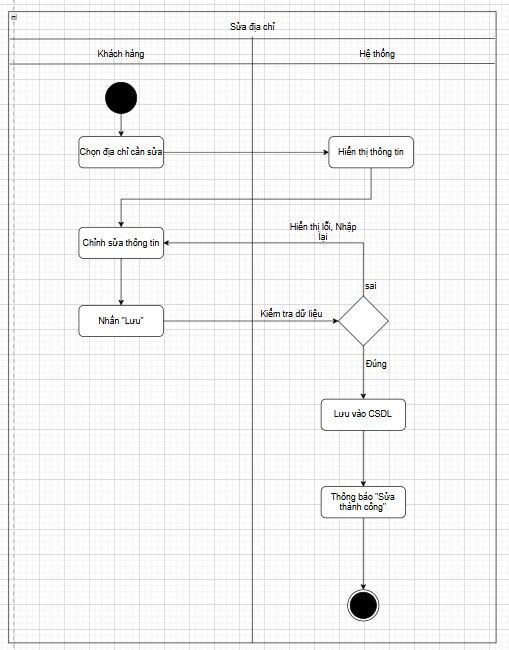 Sửa địa chỉ
Khách hàng
Hệ thống
Chọn địa chỉ cần sửa
Hiển thị thông tin
Chỉnh sửa thông tin
Hiển thị lỗi, Nhập
lại
sai
Nhấn "Lưu"
Kiểm tra dữ liệu
Đúng
Lưu vào CSDL
Thông báo "Sửa
thành công"